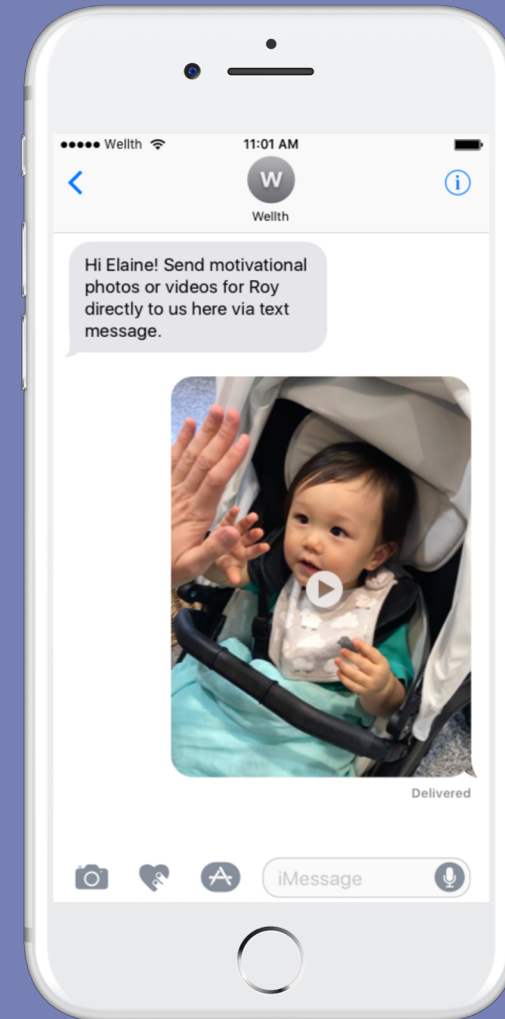 Wellth 11:01 AM
W
Wellth
Hi Elaine! Send motivational
photos or videos for Roy
directly to us here via text
message.
Delivered
iMessage